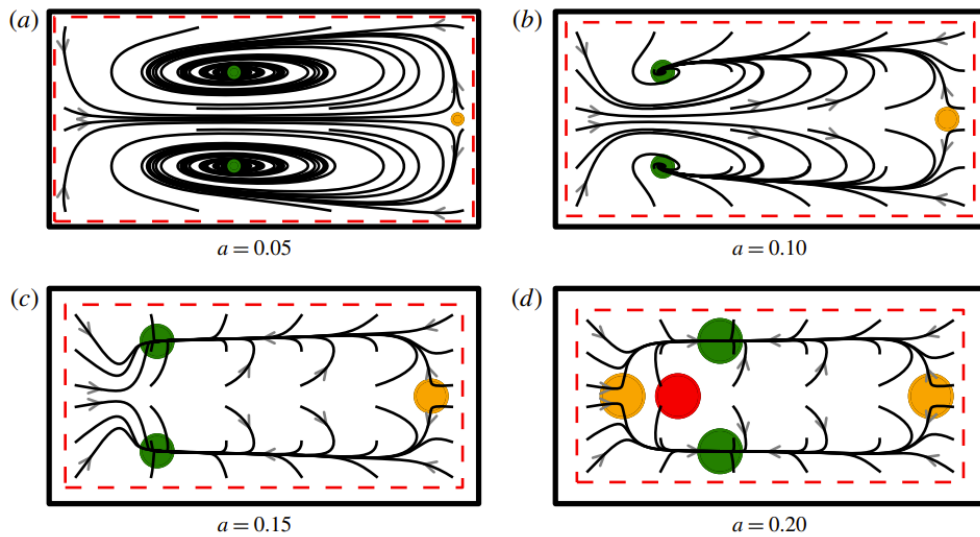 (a)
(b)
a = 0.05
a = 0.10
(c)
(d)
a = 0.15
a = 0.20